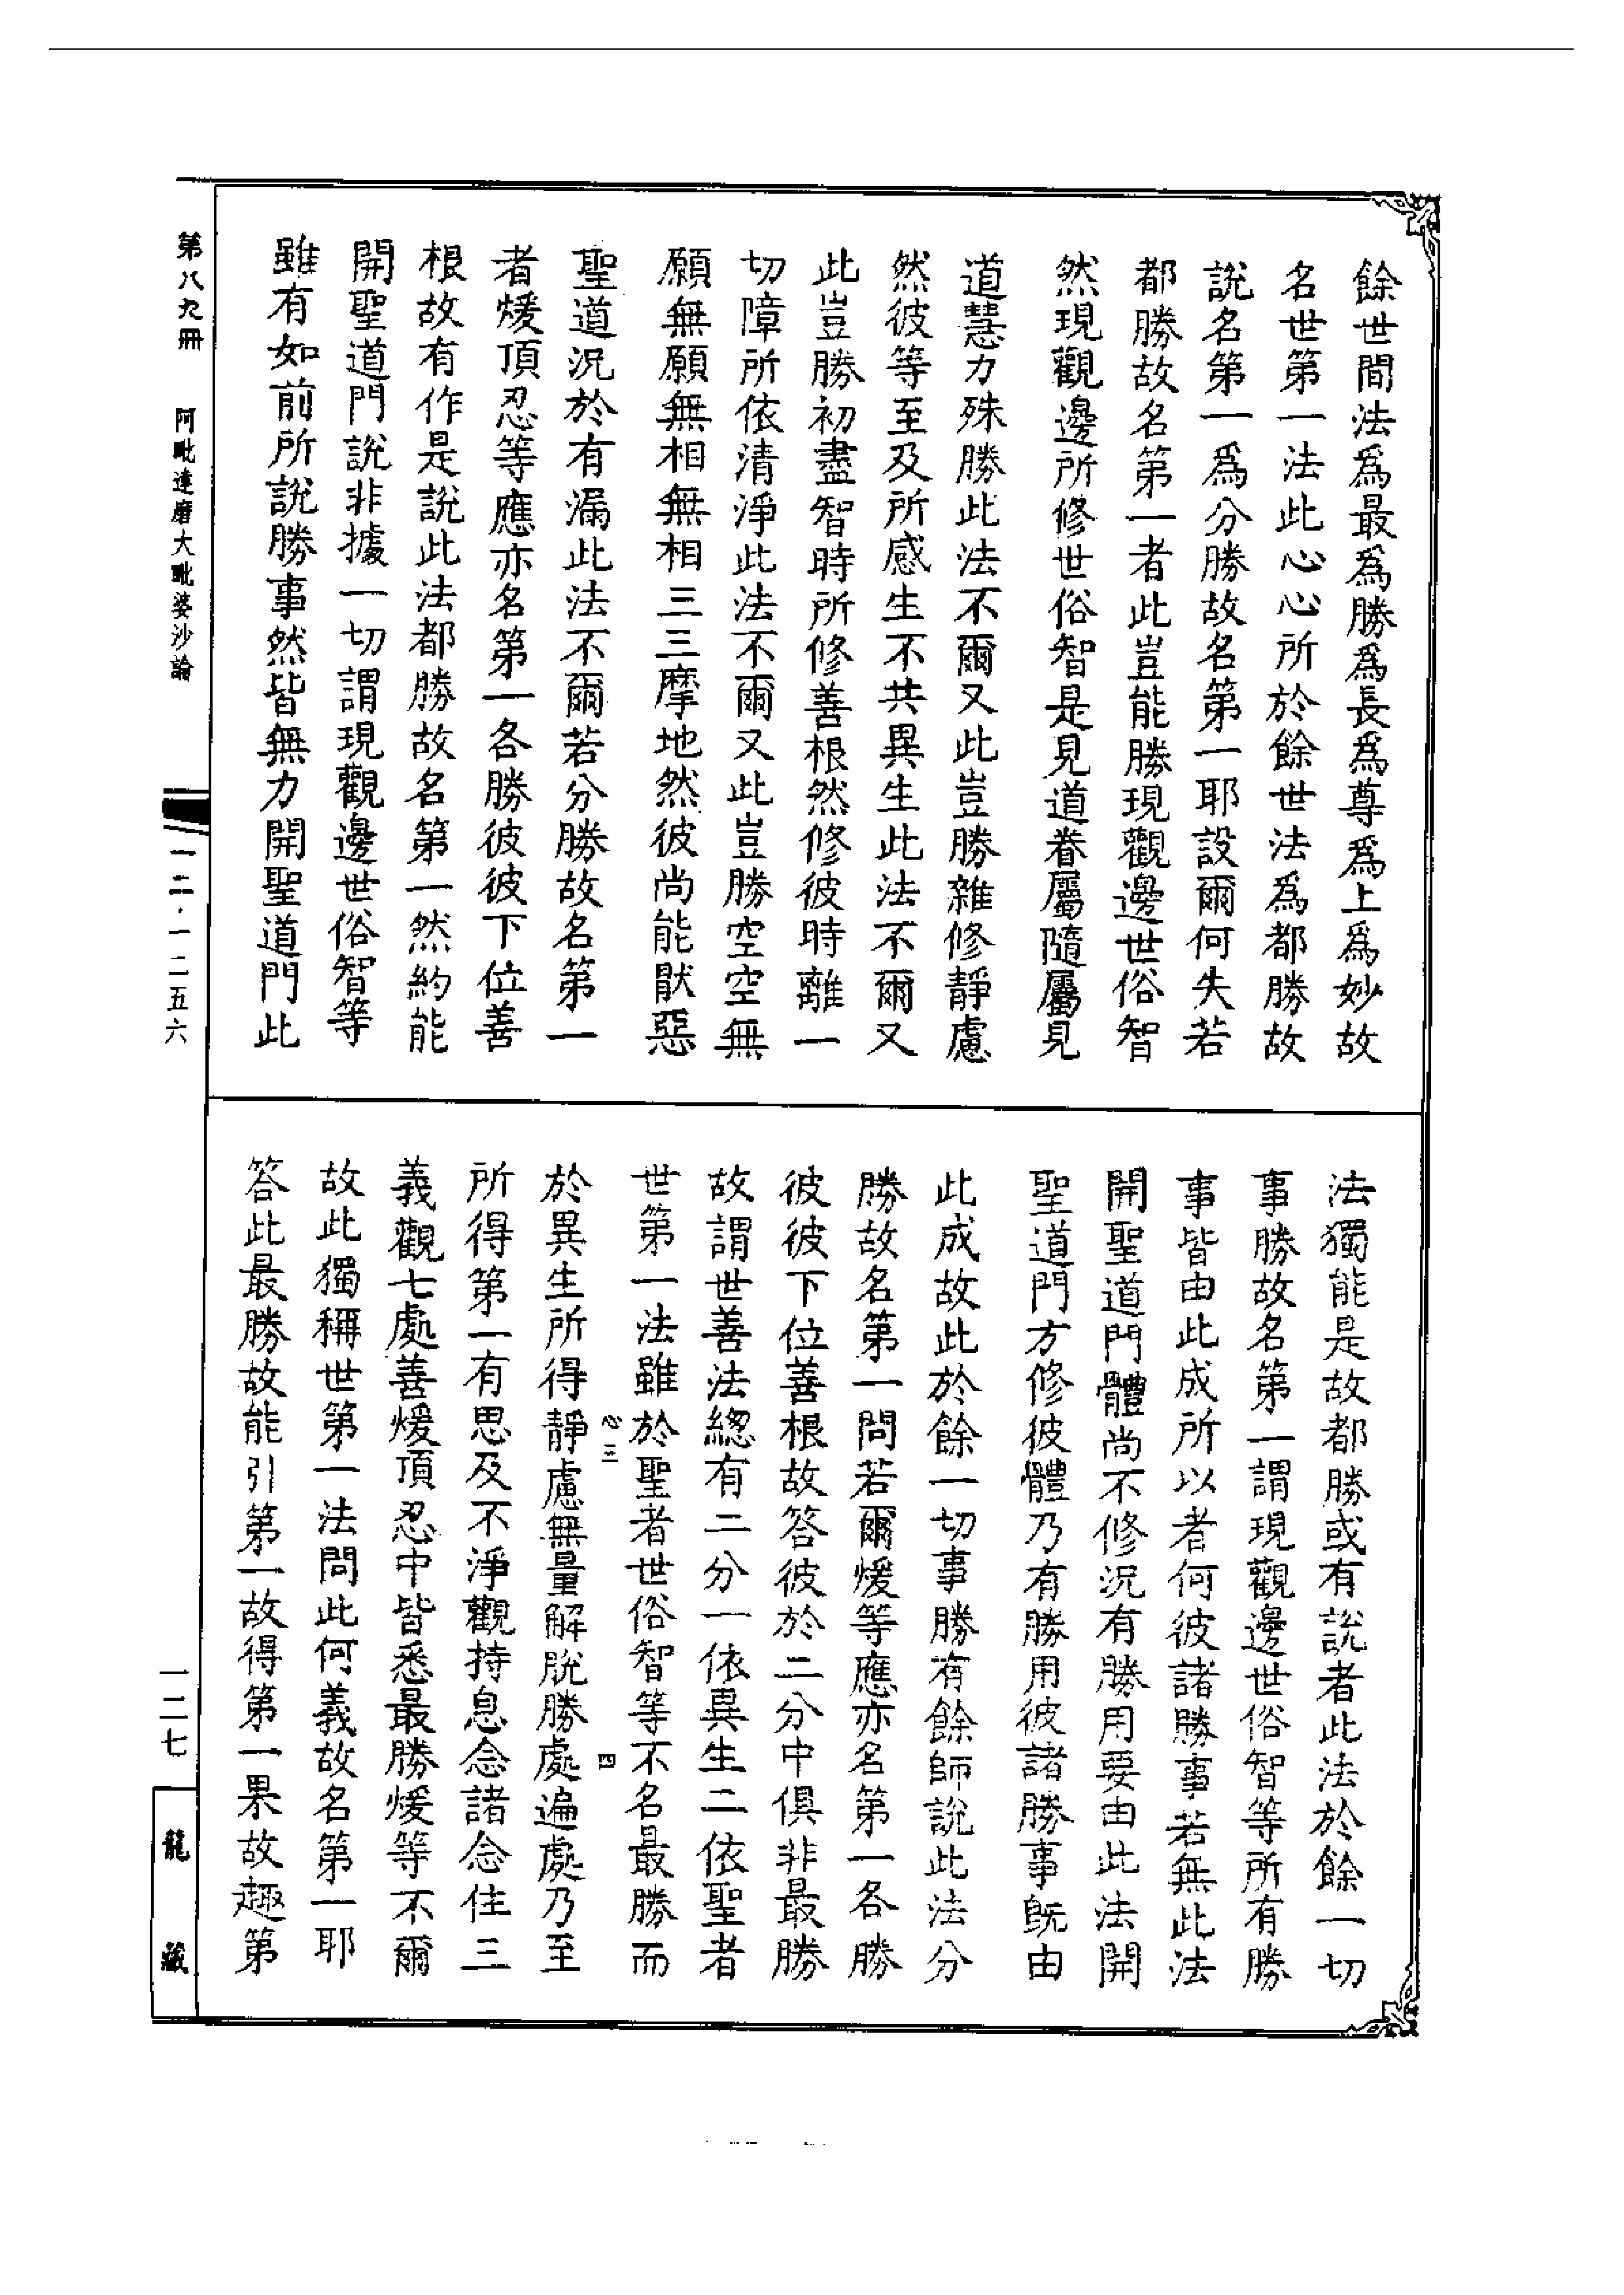 餘世間法爲最爲勝爲長爲尊爲上爲妙故
名世第一法此心心所於餘世法爲都勝故
說名第一爲分勝故名第一耶設爾何失若
都勝故名第一者此豈能勝現觀邊世俗智
然現觀邊所修世俗智是見道眷屬隨屬見
道慧力殊勝此法不爾又此豈勝雜修靜慮
然彼等至及所感生不共異生此法不爾又
此豈勝初盡智時所修善根然修彼時離一
切障所依清淨此法不爾又此豈勝空空無
願無願無相無相三三摩地然彼尚能厭惡
聖道況於有漏此法不爾若分勝故名第一
者煖頂忍等應亦名第一各勝彼彼下位善
根故有作是說此法都勝故名第一然約能
開聖道門說非據一切謂現觀邊世俗智等
雖有如前所說勝事然皆無力開聖道門此
法獨能是故都勝或有說者此法於餘一切
事勝故名第一謂現觀邊世俗智等所有勝
事皆由此成所以者何彼諸勝事若無此法
開聖道門體尚不修況有勝用要由此法開
聖道門方修彼體乃有勝用彼諸勝事旣由
此成故此於餘一切事勝有餘師說此法分
勝故名第一問若爾煖等應亦名第一各勝
彼彼下位善根故答彼於二分中俱非最勝
故謂世善法總有二分一依異生二依聖者
世第一法雖於聖者世俗智等不名最勝而
於異生所得靜慮無量解脫勝處遍處乃至
所得第一有思及不淨觀持息念諸念住三
義觀七處善煖頂忍中皆悉最勝煖等不爾
故此獨稱世第一法問此何義故名第一耶
答此最勝故能引第一故得第一果故趣第
心三
四
第八九冊 阿毗達磨大毗婆沙論
一二·一二五六
一二七
龍藏